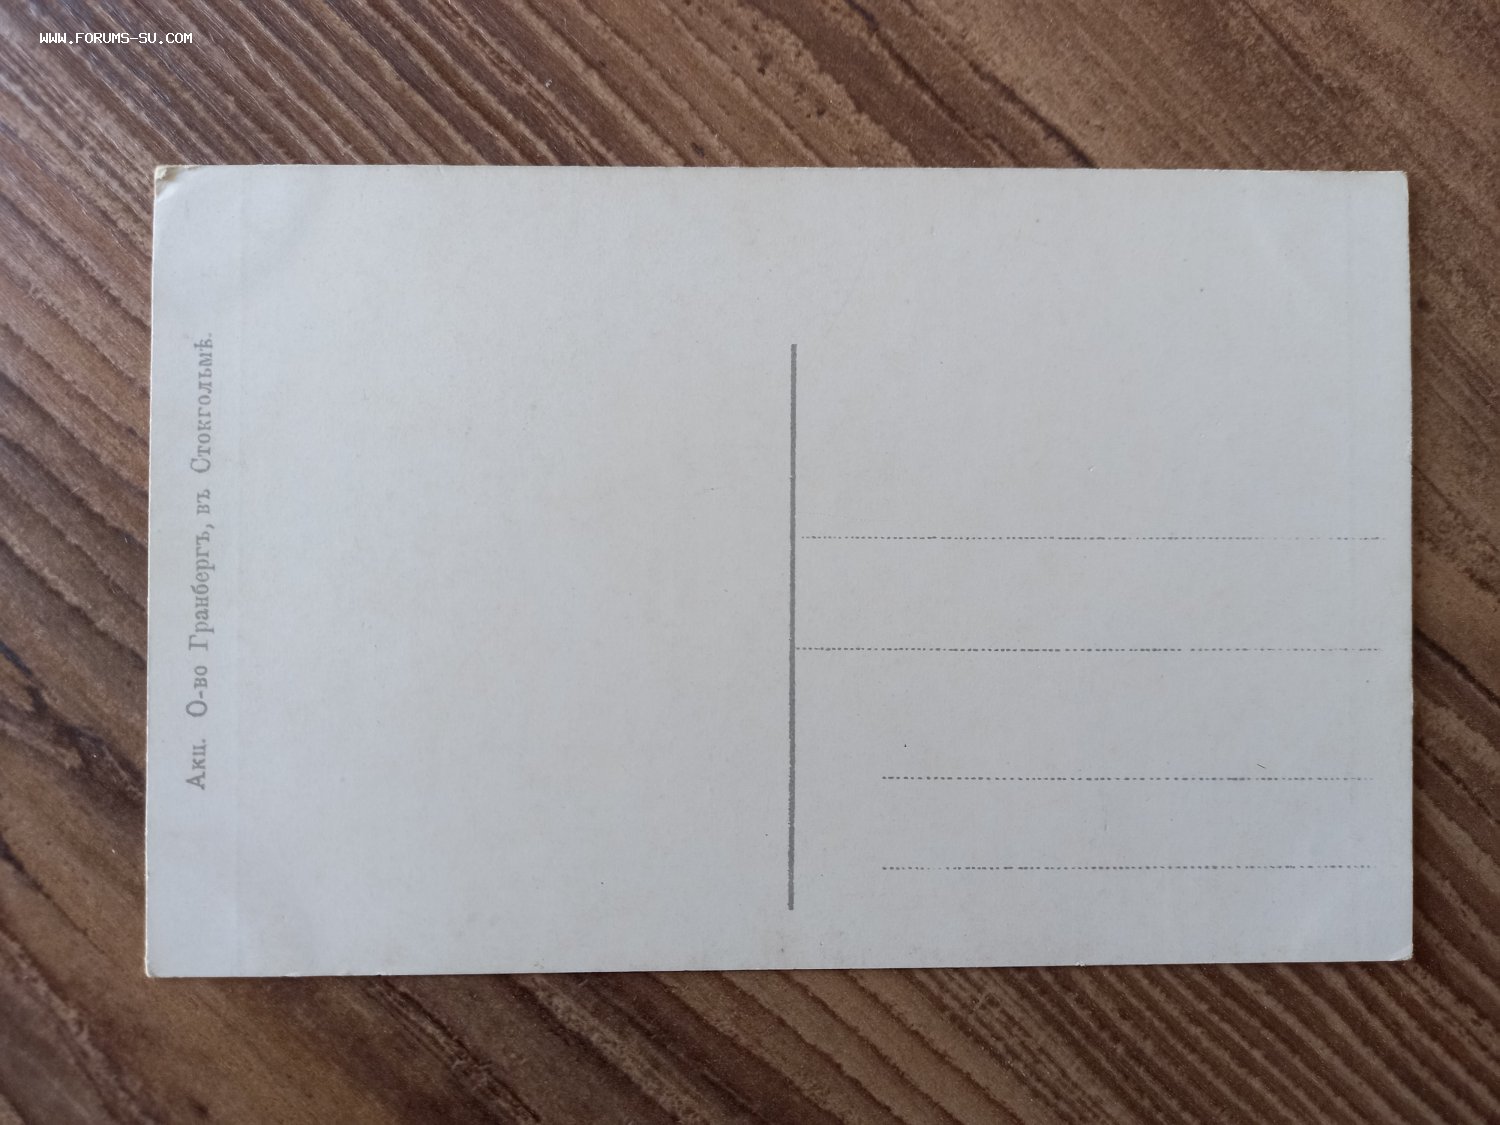 WWW.FORUMS-SU.COM
Акц. О-во Гранбергъ, въ Стокгольмѣ.